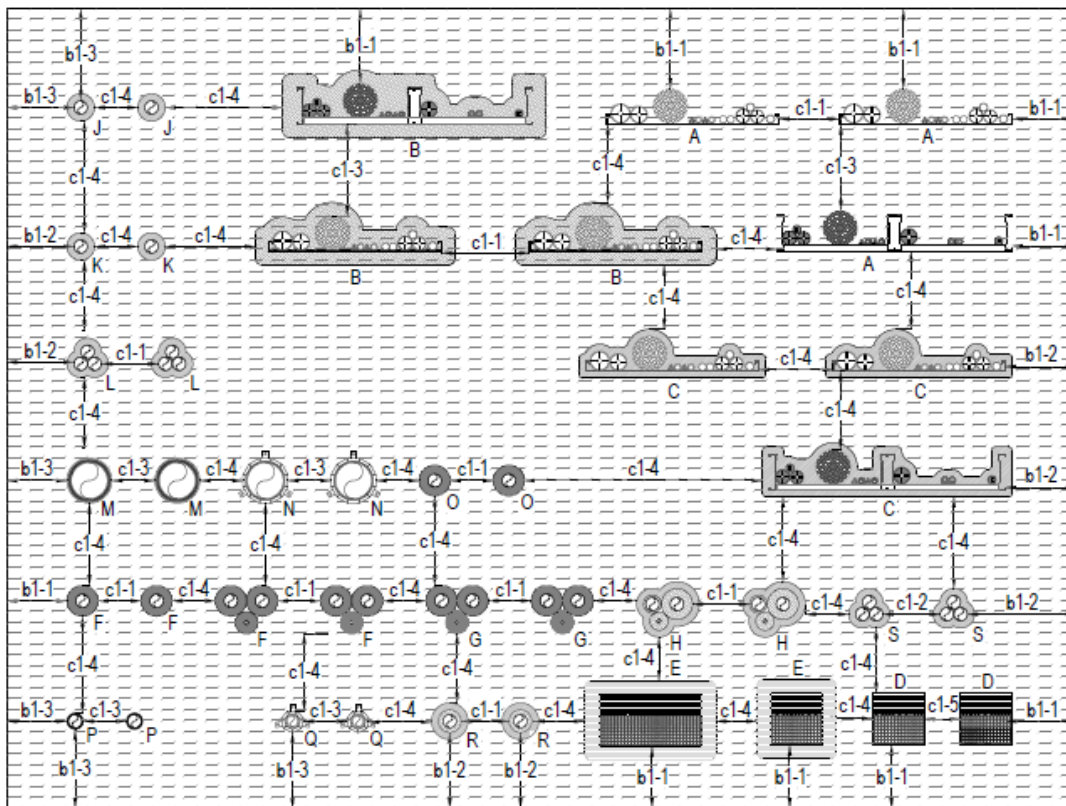 b1-3 b1-1 b1-1 b1-1
b1-3 c1-4 c1-4 c1-1 b1-1
J J B A A
c1-4 c1-3 c1-4 c1-3
b1-2 c1-4 c1-4 c1-1 c1-4 b1-1
K K B B A
c1-4 c1-4 c1-4
b1-2 c1-1 c1-4 b1-2
L L C C
c1-4 c1-4
b1-3 c1-3 c1-4 c1-3 c1-4 c1-1 c1-4 b1-2
M M N N O O C
c1-4 c1-4 c1-4 c1-4 c1-4
b1-1 c1-1 c1-4 c1-1 c1-4 c1-1 c1-4 c1-1 c1-4 c1-2 b1-2
F F F F G G H H S S
c1-4 c1-4 c1-4 c1-4 c1-4
E E D D
b1-3 c1-3 c1-3 c1-4 c1-1 c1-4 c1-4 c1-4 c1-5 b1-1
P P Q Q R R
b1-3 b1-3 b1-2 b1-2 b1-1 b1-1 b1-1